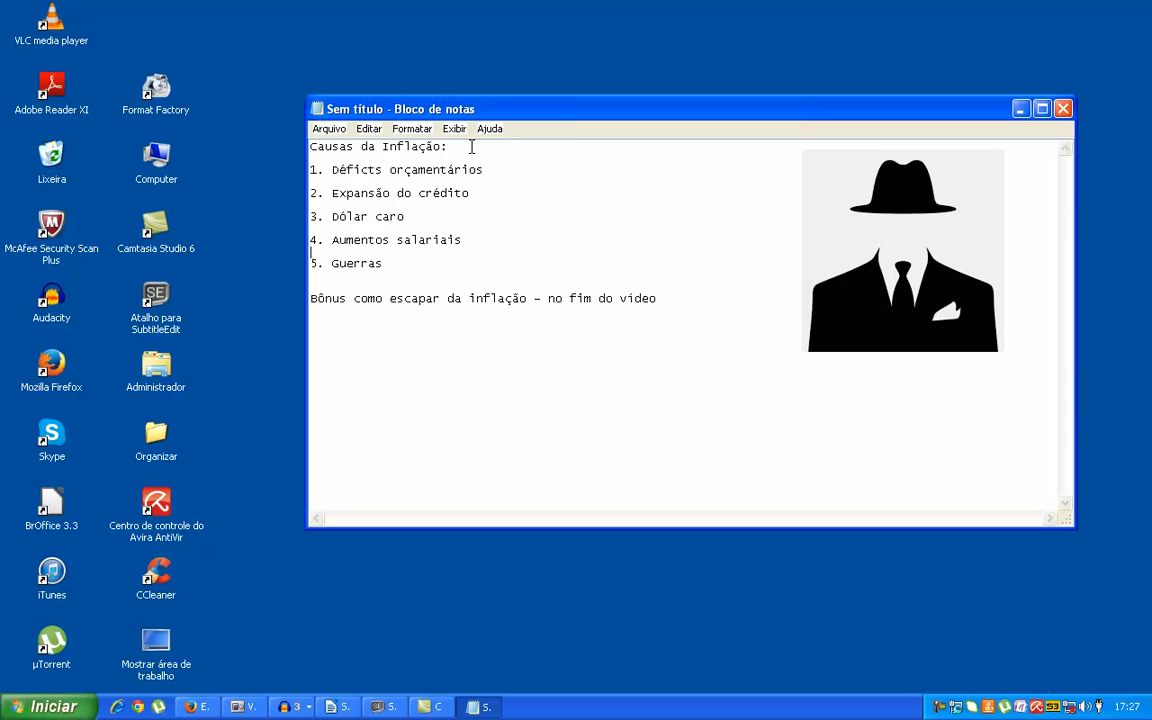 VLC media player
Adobe Reader XI
Format Factory
Lixeira
Computer
McAfee Security Scan
Plus
Camtasia Studio 6
Audacity
Atalho para
SubtitleEdit
Mozilla Firefox
Administrador
Skype
Organizar
BrOffice 3.3
Centro de controle do
Avira AntiVir
iTunes
CCleaner
µTorrent
Mostrar área de
trabalho
Sem título - Bloco de notas
Arquivo Editar Formatar Exibir Ajuda
Causas da Inflação:
1. Déficts orçamentários
2. Expansão do crédito
3. Dólar caro
4. Aumentos salariais
5. Guerras
Bônus como escapar da inflação – no fim do vídeo
Iniciar E. V. 3 S. S. C S. 17:27